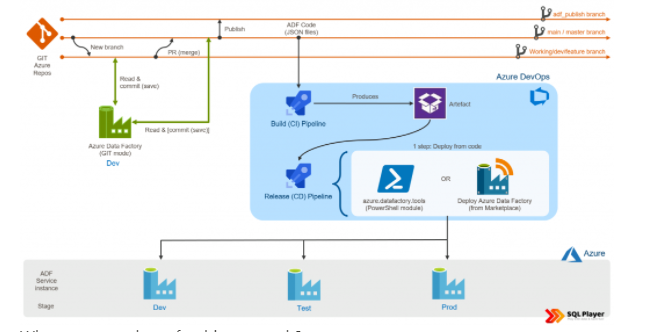 adf_publish branch
Publish
ADF Code
(JSON files)
main / master branch
GIT
Azure
Repos
New branch
PR (merge)
Working/dev/feature branch
Read &
commit (save)
Azure DevOps
Produces
Artefact
Build (CI) Pipeline
Read & [commit (save)]
Azure Data Factory
(GIT mode)
Dev
1 step: Deploy from code
Release (CD) Pipeline
OR
azure.datafactory.tools
(PowerShell module)
Deploy Azure Data Factory
(from Marketplace)
Azure
ADF
Service
instance
Stage
Dev
Test
Prod
SQL Player